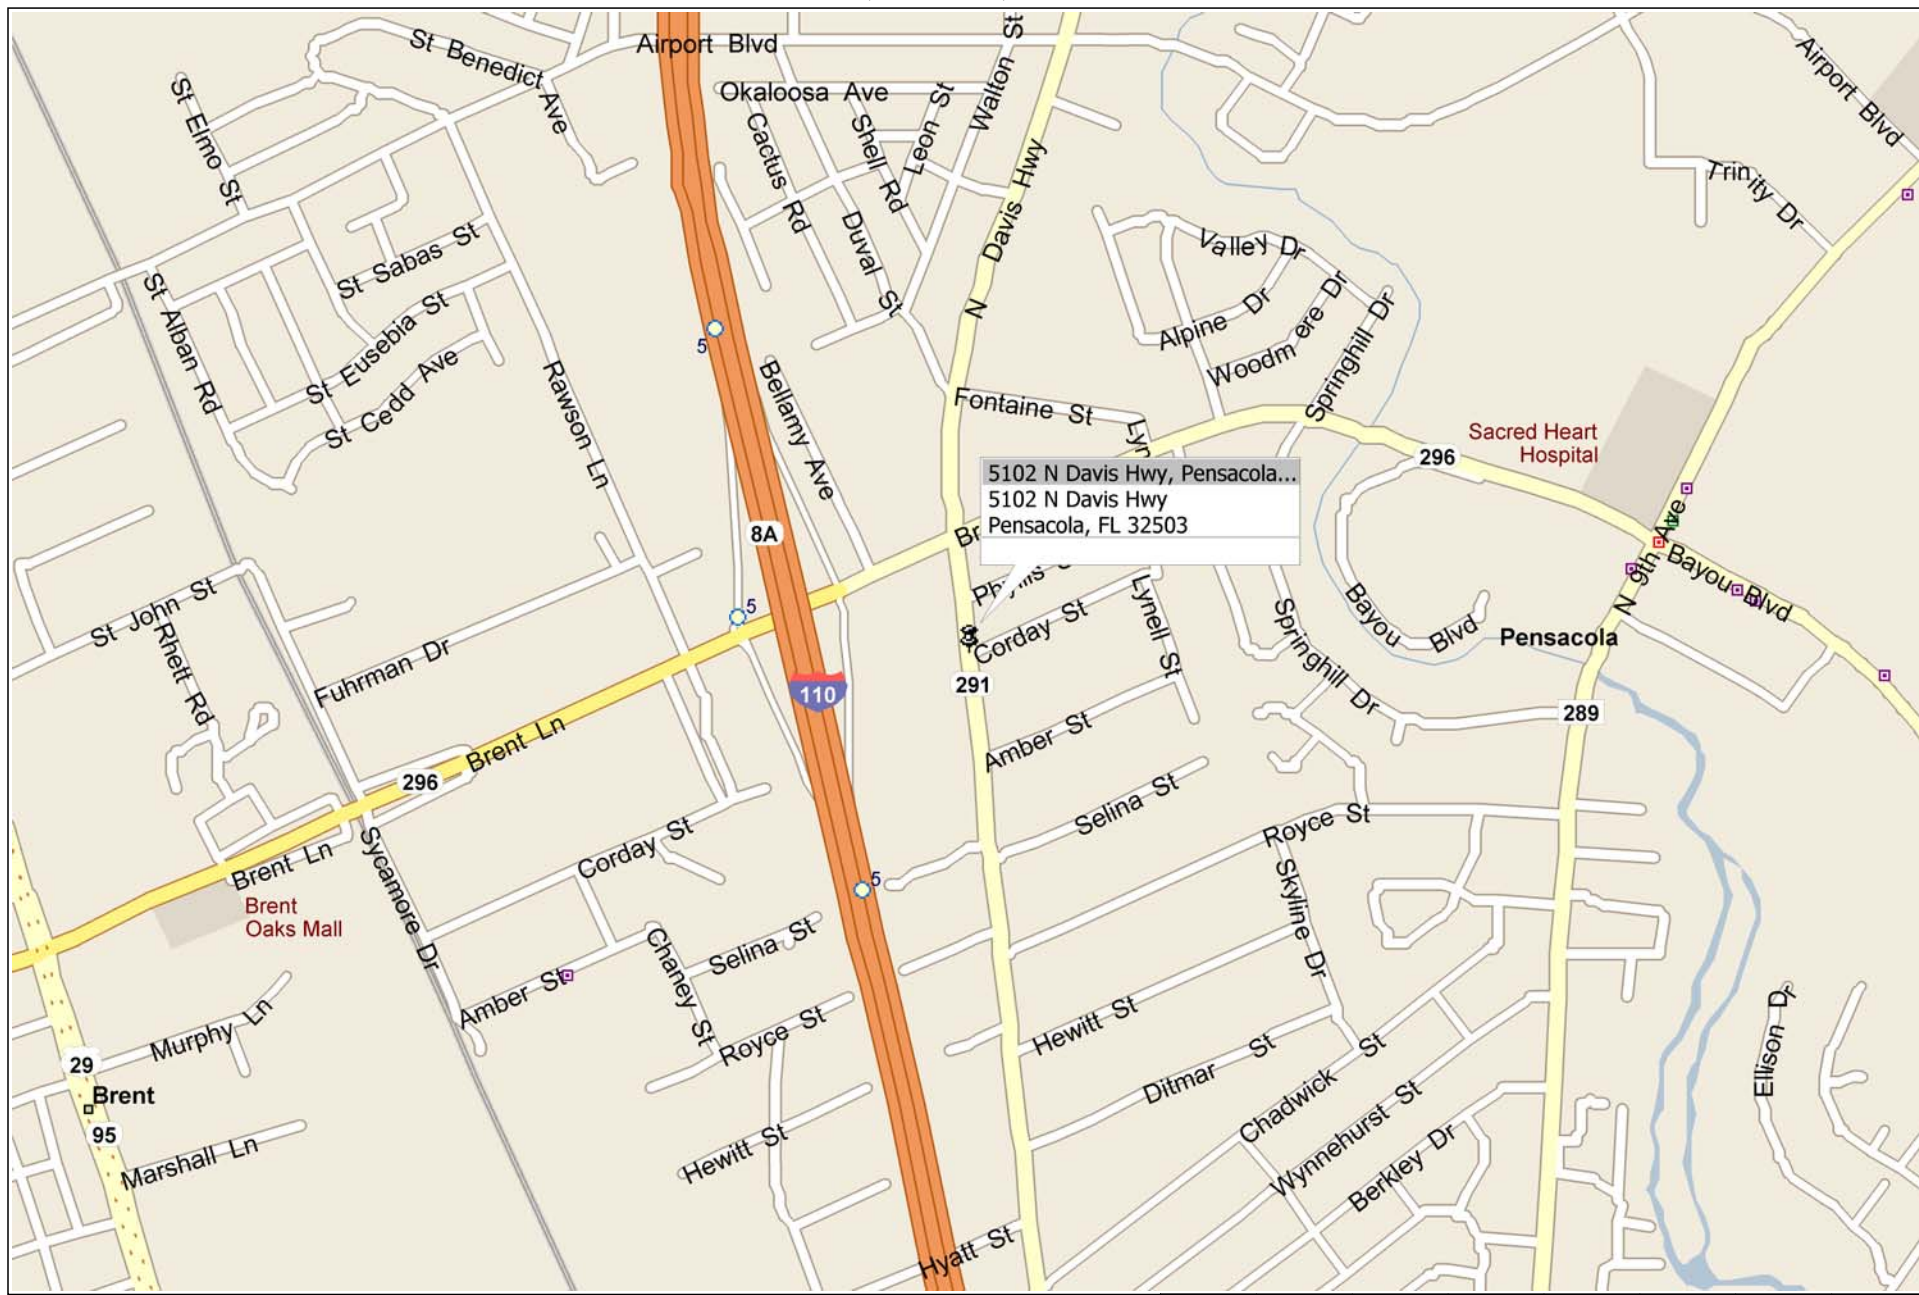 Airport Blvd
St Benedict Ave
Okaloosa Ave
Walton St
Airport Blvd
St Elmo St
Cactus Rd
Shell Rd
Leon St
N Davis Hwy
Trinity Dr
Duval St
Valley Dr
St Sabas St
St Alban Rd
St Eusebia St
Alpine Dr
Woodmere Dr
Springhill Dr
5
St Cedd Ave
Rawson Ln
Bellamy Ave
Fontaine St
Lyn
Sacred Heart
Hospital
296
5102 N Davis Hwy, Pensacola...
5102 N Davis Hwy
Pensacola, FL 32503
8A
Br
N 9th Ave
Bayou Blvd
St John St
5
Phyllis
Corday St
Lynell St
Bayou Blvd
Pensacola
Rhett Rd
Fuhrman Dr
Springhill Dr
110
291
289
Brent Ln
296
Amber St
Selina St
Royce St
Corday St
Brent Ln
Sycamore Dr
5
Skyline Dr
Brent
Oaks Mall
Selina St
Chaney St
Amber St
Murphy Ln
Royce St
Hewitt St
Ellison Dr
29
Brent
95
Ditmar St
Chadwick St
Wynnehurst St
Berkley Dr
Marshall Ln
Hewitt St
Hyatt St